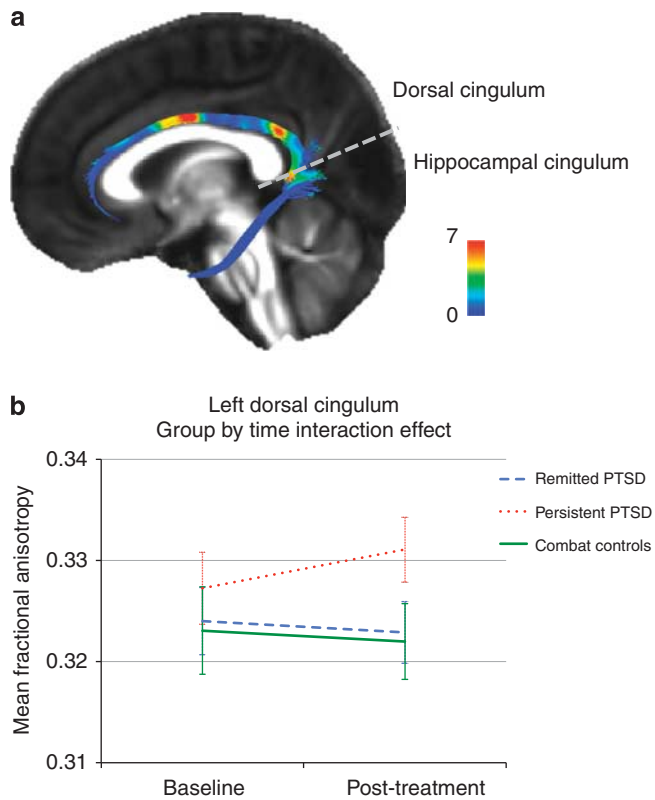 a
Dorsal cingulum
Hippocampal cingulum
7
0
b
Left dorsal cingulum
Group by time interaction effect
Mean fractional anisotropy
0.34
0.33
0.32
0.31
Baseline
Post-treatment
Remitted PTSD
Persistent PTSD
Combat controls